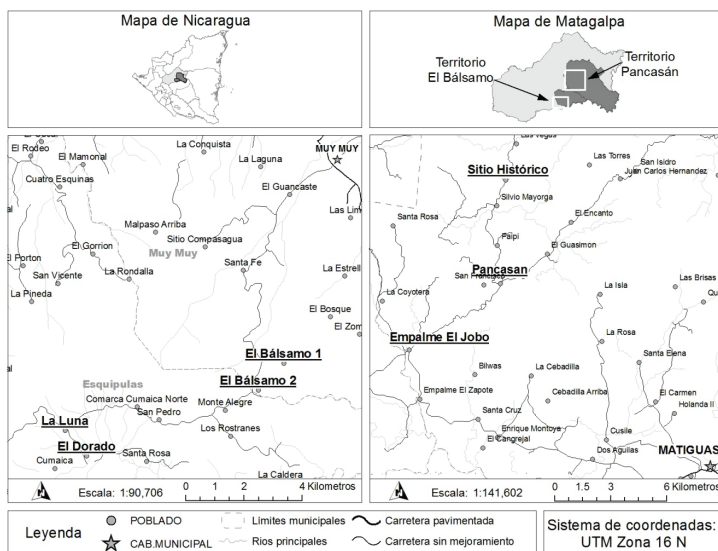 Mapa de Nicaragua
Mapa de Matagalpa
Territorio
El Bálsamo
Territorio
Pancasán
El Rodeo
El Mamonal
La Conquista
La Laguna
MUY MUY
Cuatro Esquinas
El Guancaste
Las Lim
Malpaso Arriba
El Gorrion
Sitio Compasagua
Muy Muy
El Porton
San Vicente
La Rondalla
Santa Fe
La Estrell
La Pineda
El Bosque
El Zom
El Bálsamo 1
Esquipulas
El Bálsamo 2
Comarca Cumaica Norte
Monte Alegre
San Pedro
La Luna
Los Rostranes
El Dorado
Santa Rosa
Cumaica
La Caldera
Escala: 1:90,706
0 1 2 4 Kilometros
Las Vegas
Las Torres
San Isidro
Sitio Histórico
Juan Carlos Hernandez
Silvio Mayorga
Santa Rosa
El Encanto
Paipi
El Guasimon
Pancasan
San Francisco
La Isla
Las Brisas
La Coyotera
Qu
Empalme El Jobo
La Rosa
Bilwas
La Cebadilla
Santa Elena
Empalme El Zapote
Cebadilla Arriba
El Carmen
Holanda II
Santa Cruz
Enrique Montoya
El Cangrejal
Cusile
Dos Aguilas
MATIGUAS
Escala: 1:141,602
0 1.5 3 6 Kilometros
Leyenda
POBLADO
CAB.MUNICIPAL
Límites municipales
Rios principales
Carretera pavimentada
Carretera sin mejoramiento
Sistema de coordenadas:
UTM Zona 16 N